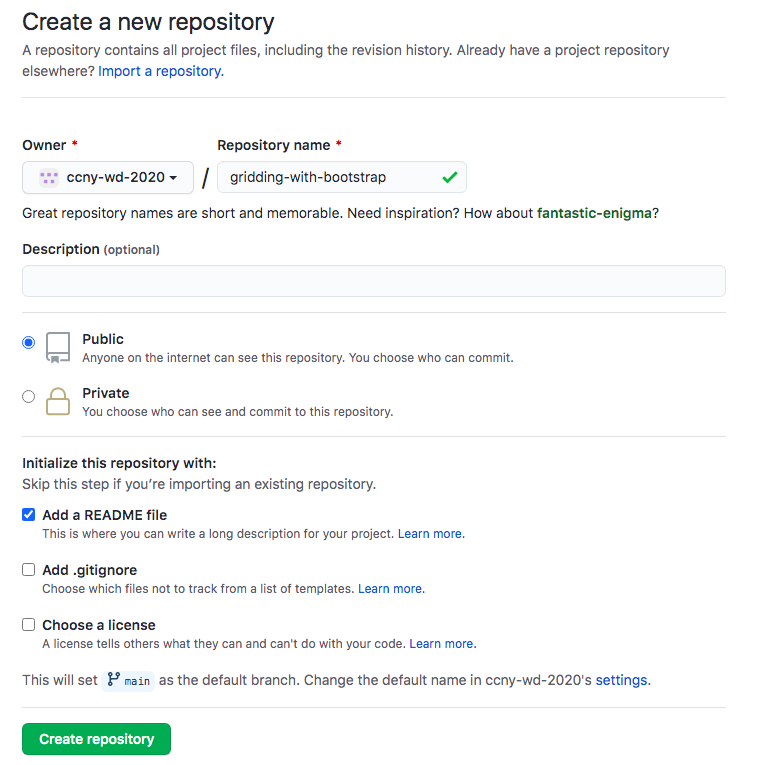 Create a new repository
A repository contains all project files, including the revision history. Already have a project repository
elsewhere? Import a repository.
Owner * Repository name *
ccny-wd-2020 / gridding-with-bootstrap
Great repository names are short and memorable. Need inspiration? How about fantastic-enigma?
Description (optional)
Public
Anyone on the internet can see this repository. You choose who can commit.
Private
You choose who can see and commit to this repository.
Initialize this repository with:
Skip this step if you’re importing an existing repository.
Add a README file
This is where you can write a long description for your project. Learn more.
Add .gitignore
Choose which files not to track from a list of templates. Learn more.
Choose a license
A license tells others what they can and can't do with your code. Learn more.
This will set main as the default branch. Change the default name in ccny-wd-2020's settings.
Create repository